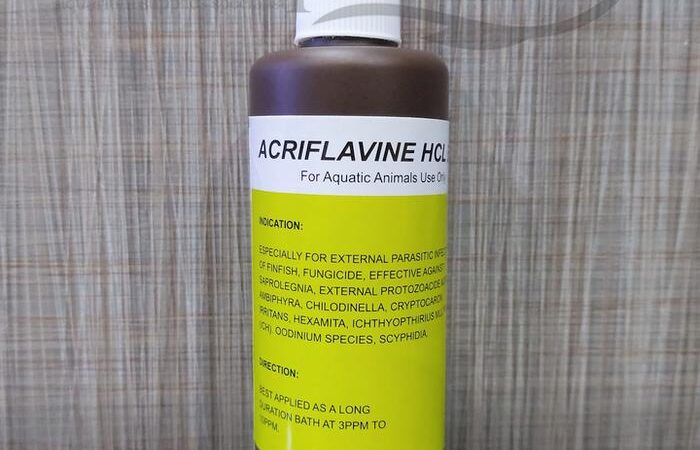 ACRIFLAVINE HCL
For Aquatic Animals Use Only
INDICATION:
ESPECIALLY FOR EXTERNAL PARASITIC
OF FINFISH, FUNGICIDE, EFFECTIVE AGAINST
SAPROLEGNIA, EXTERNAL PROTOZOACIDE
AMBIPHYRA, CHILODINELLA, CRYPTOCARON
IRRITANS, HEXAMITA, ICHTHYOPTHIRIUS
(ICH). OODINIUM SPECIES, SCYPHIDIA.
DIRECTION:
BEST APPLIED AS A LONG
DURATION BATH AT 3PPM TO